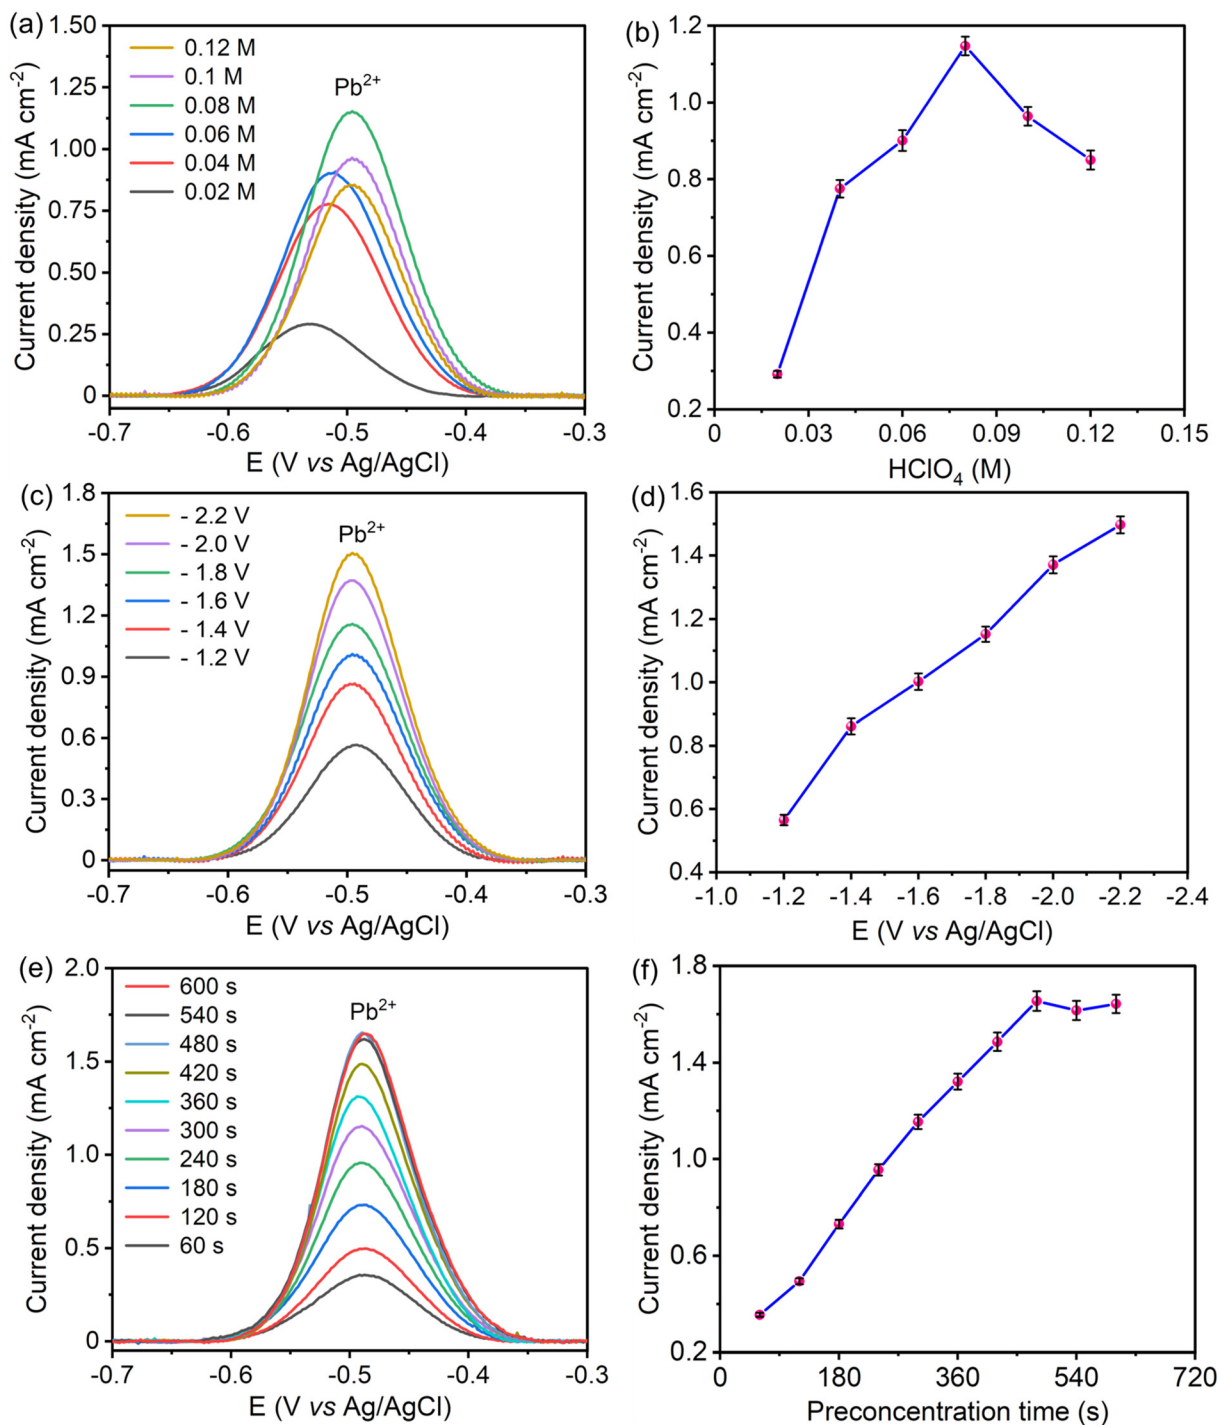 (a)
1.50
1.25
1.00
0.75
0.50
0.25
0
Current density (mA cm-2)
0.12 M
0.1 M
0.08 M
0.06 M
0.04 M
0.02 M
Pb2+
-0.7
-0.6
-0.5
-0.4
-0.3
E (V vs Ag/AgCl)
(b)
1.2
1.0
0.8
0.6
0.4
0.2
Current density (mA cm-2)
0
0.03
0.06
0.09
0.12
0.15
HClO4 (M)
(c)
1.8
1.5
1.2
0.9
0.6
0.3
0
Current density (mA cm-2)
- 2.2 V
- 2.0 V
- 1.8 V
- 1.6 V
- 1.4 V
- 1.2 V
Pb2+
-0.7
-0.6
-0.5
-0.4
-0.3
E (V vs Ag/AgCl)
(d)
1.6
1.4
1.2
1.0
0.8
0.6
0.4
Current density (mA cm-2)
-1.0
-1.2
-1.4
-1.6
-1.8
-2.0
-2.2
-2.4
E (V vs Ag/AgCl)
(e)
2.0
1.5
1.0
0.5
0
Current density (mA cm-2)
600 s
540 s
480 s
420 s
360 s
300 s
240 s
180 s
120 s
60 s
Pb2+
-0.7
-0.6
-0.5
-0.4
-0.3
E (V vs Ag/AgCl)
(f)
1.8
1.4
1.0
0.6
0.2
Current density (mA cm-2)
0
180
360
540
720
Preconcentration time (s)